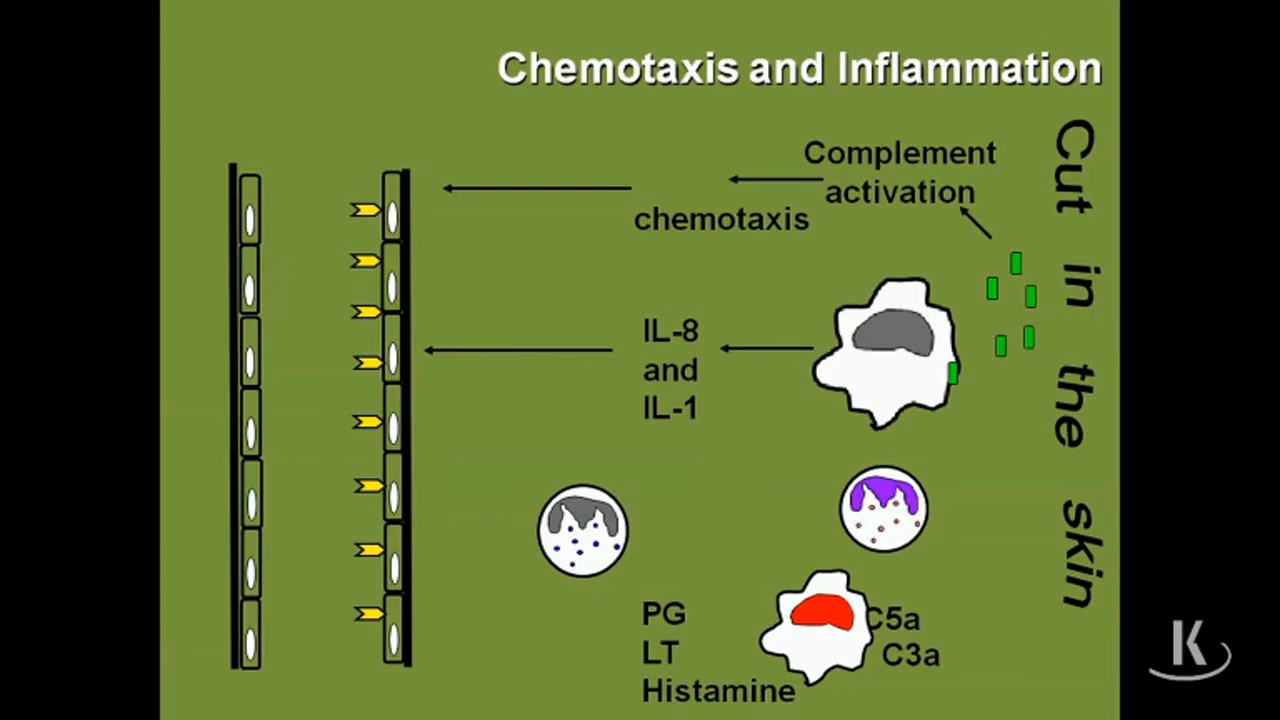 Chemotaxis and Inflammation
Complement
activation
chemotaxis
Cut in the skin
IL-8
and
IL-1
PG
LT
Histamine
C5a
C3a
K